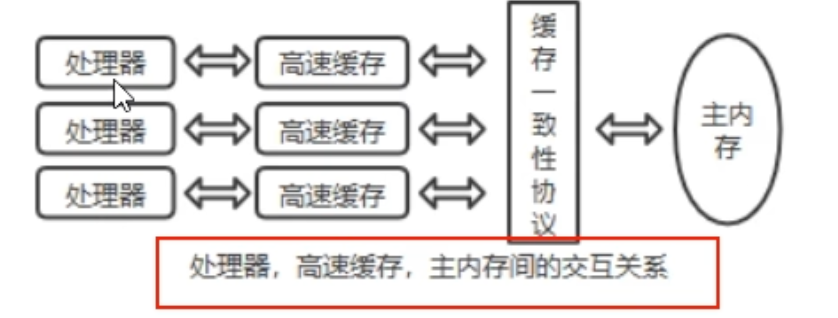 处理器
高速缓存
处理器
高速缓存
处理器
高速缓存
缓存一致性协议
主内存
处理器，高速缓存，主内存间的交互关系